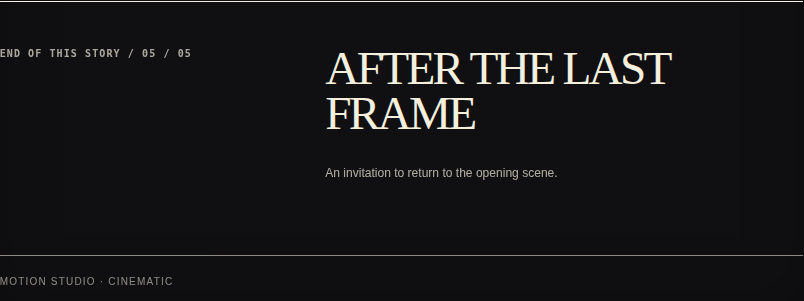 END OF THIS STORY / 05 / 05
AFTER THE LAST
FRAME
An invitation to return to the opening scene.
MOTION STUDIO · CINEMATIC